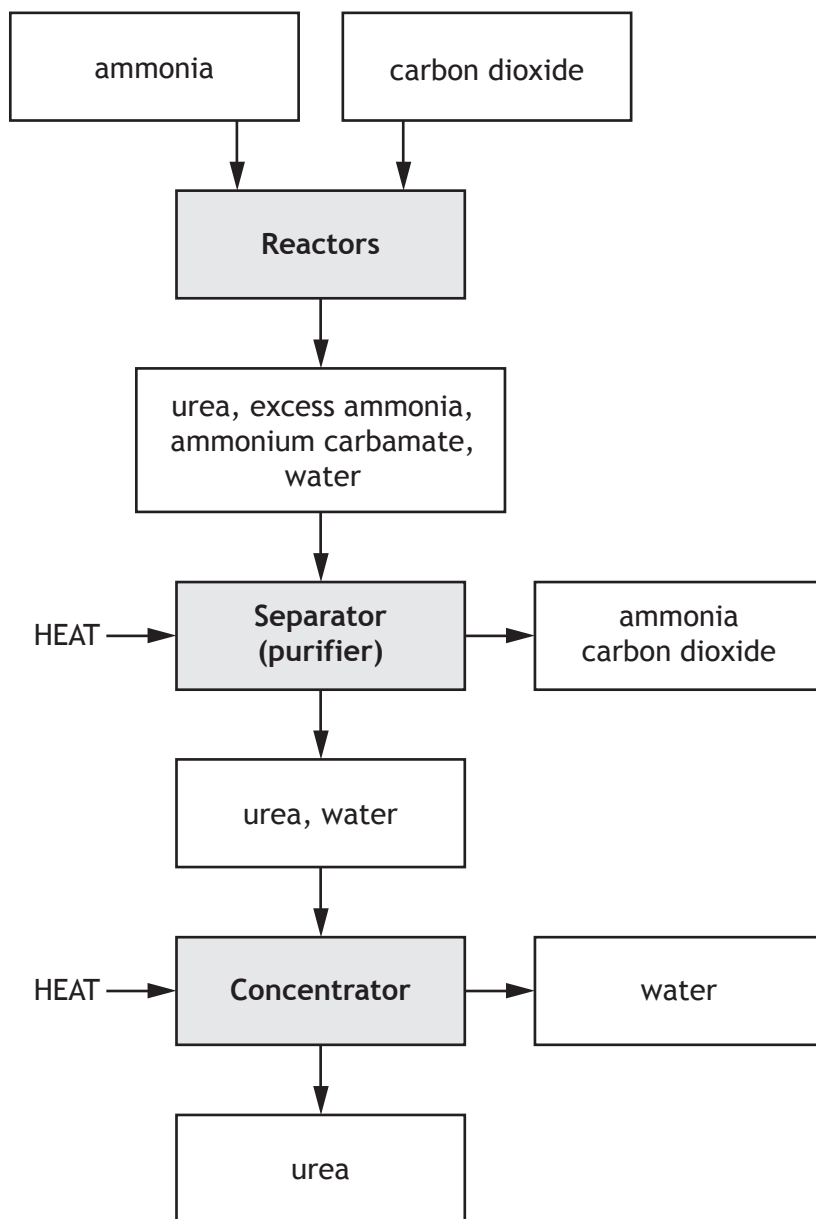 ammonia
carbon dioxide
Reactors
urea, excess ammonia,
ammonium carbamate,
water
HEAT
Separator
(purifier)
ammonia
carbon dioxide
urea, water
HEAT
Concentrator
water
urea